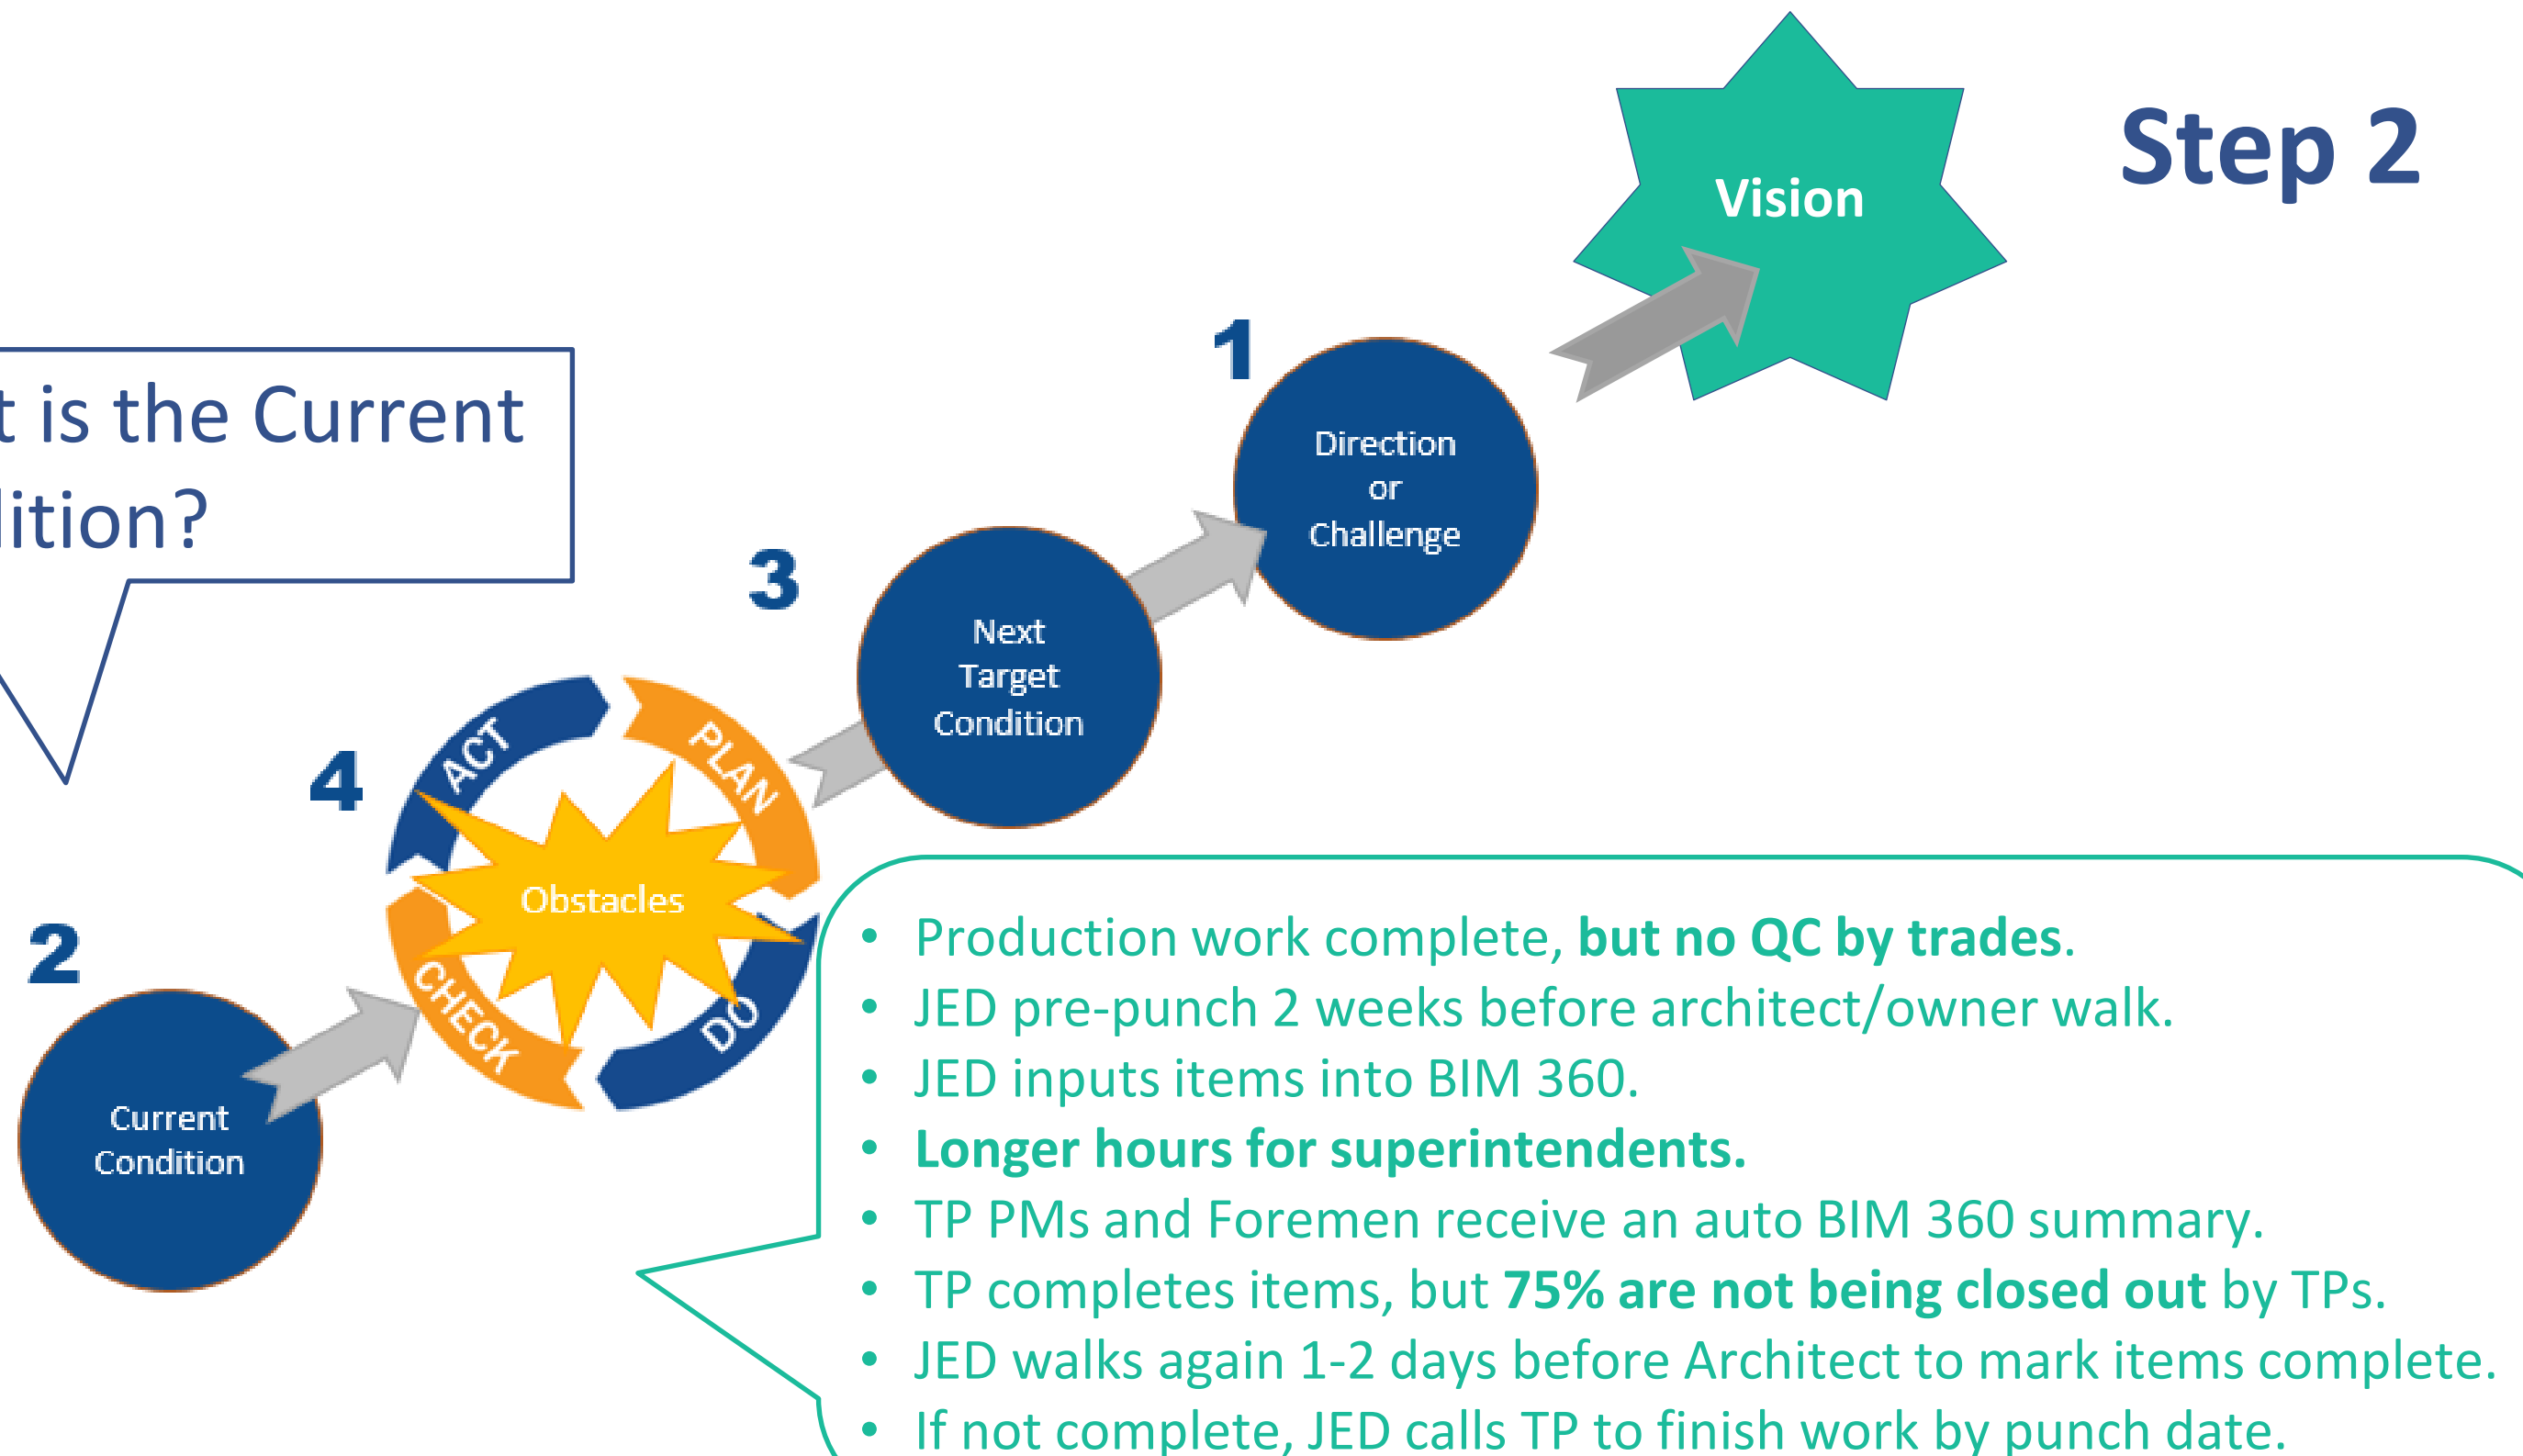 Step 2
Vision
t is the Current
dition?
1
Direction
or
Challenge
3
Next
Target
Condition
4
ACT
PLAN
Obstacles
CHECK
DO
2
Current
Condition
• Production work complete, but no QC by trades.
• JED pre-punch 2 weeks before architect/owner walk.
• JED inputs items into BIM 360.
• Longer hours for superintendents.
• TP PMs and Foremen receive an auto BIM 360 summary.
• TP completes items, but 75% are not being closed out by TPs.
• JED walks again 1-2 days before Architect to mark items complete.
• If not complete, JED calls TP to finish work by punch date.